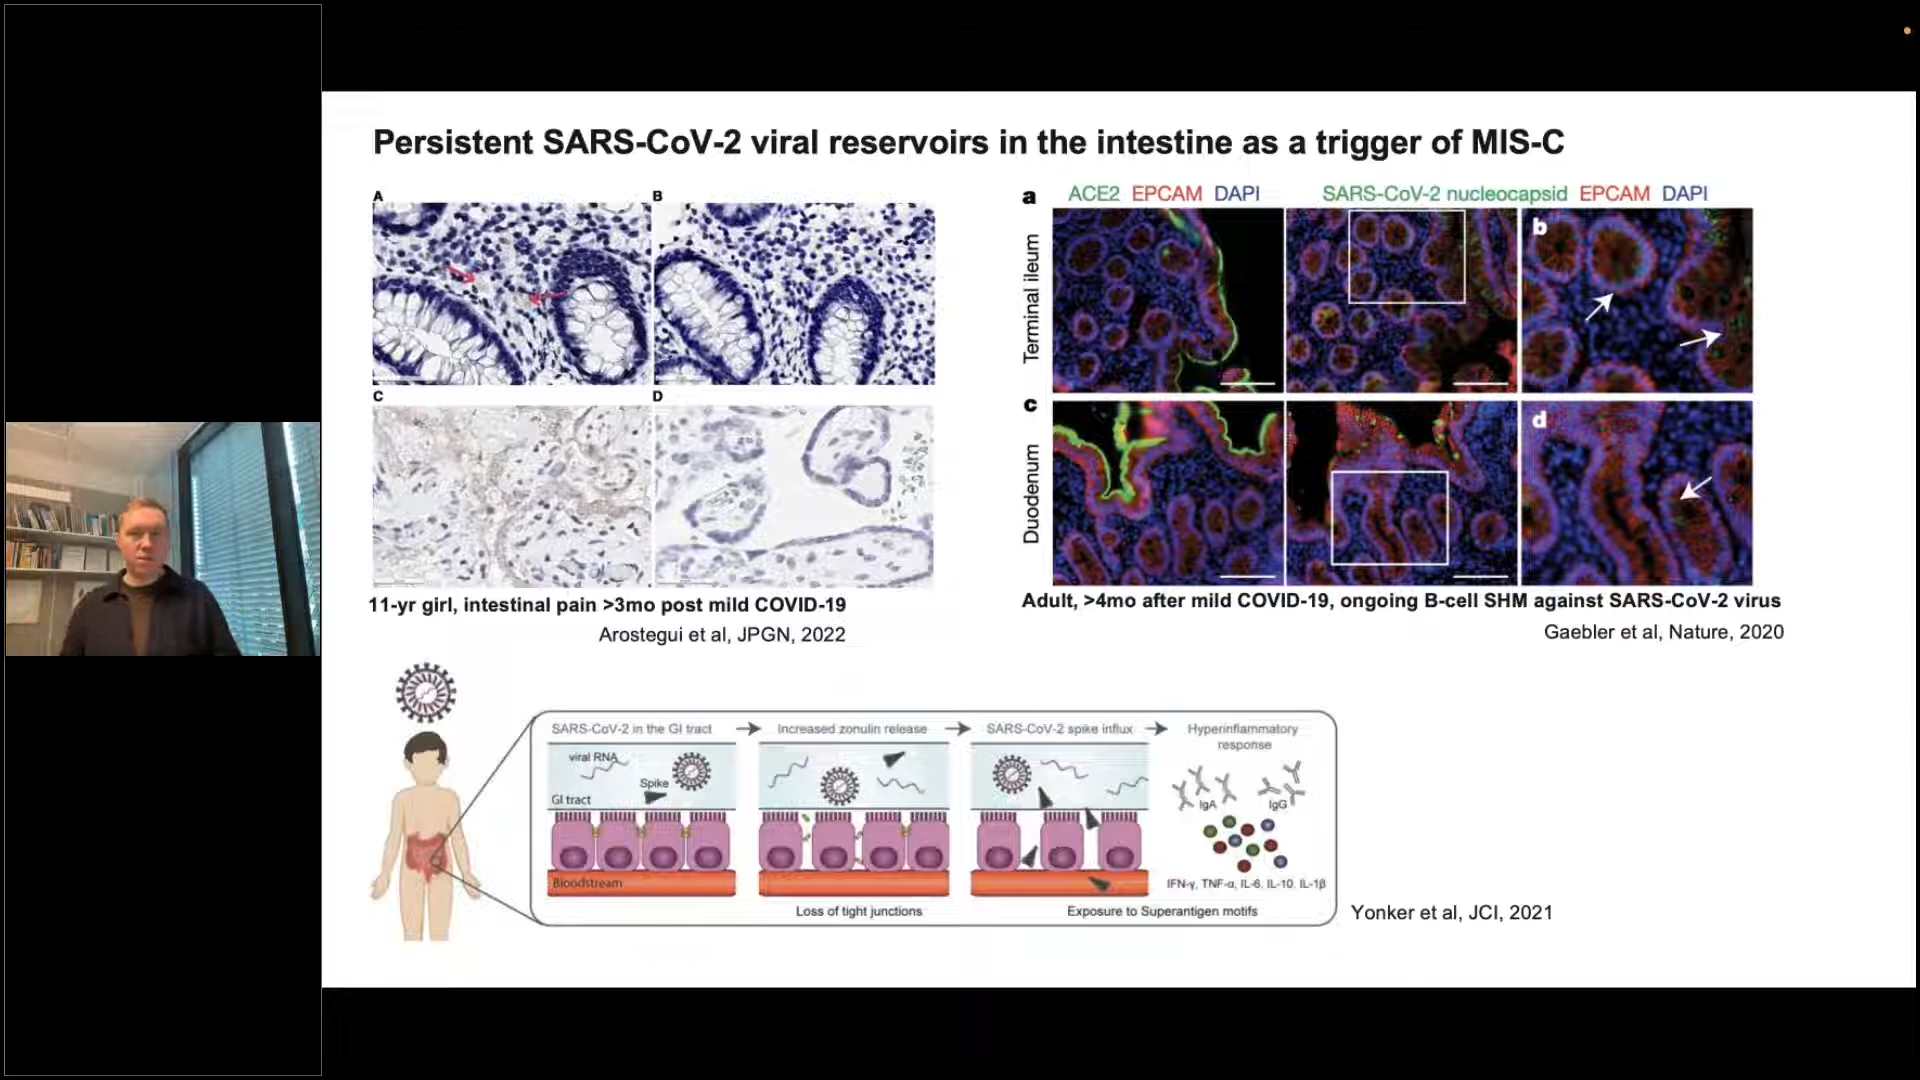 Persistent SARS-CoV-2 viral reservoirs in the intestine as a trigger of MIS-C
A
B
C
D
11-yr girl, intestinal pain >3mo post mild COVID-19
Arostegui et al, JPGN, 2022
a
ACE2 EPCAM DAPI
SARS-CoV-2 nucleocapsid EPCAM DAPI
Terminal ileum
b
c
Duodenum
d
Adult, >4mo after mild COVID-19, ongoing B-cell SHM against SARS-CoV-2 virus
Gaebler et al, Nature, 2020
SARS-CoV-2 in the GI tract
Increased zonulin release
SARS-CoV-2 spike influx
Hyperinflammatory
response
viral RNA
Spike
GI tract
Bloodstream
Loss of tight junctions
Exposure to Superantigen motifs
IgA
IgG
IFN-γ, TNF-α, IL-6, IL-10, IL-1β
Yonker et al, JCI, 2021